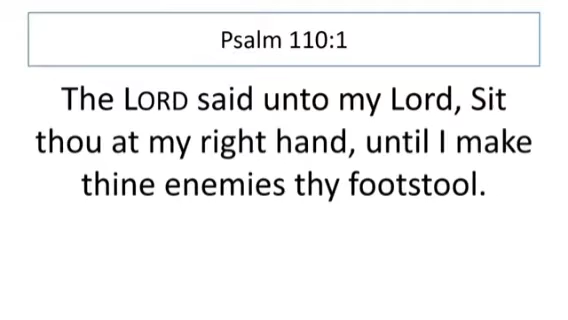 Psalm 110:1
The LORD said unto my Lord, Sit
thou at my right hand, until I make
thine enemies thy footstool.